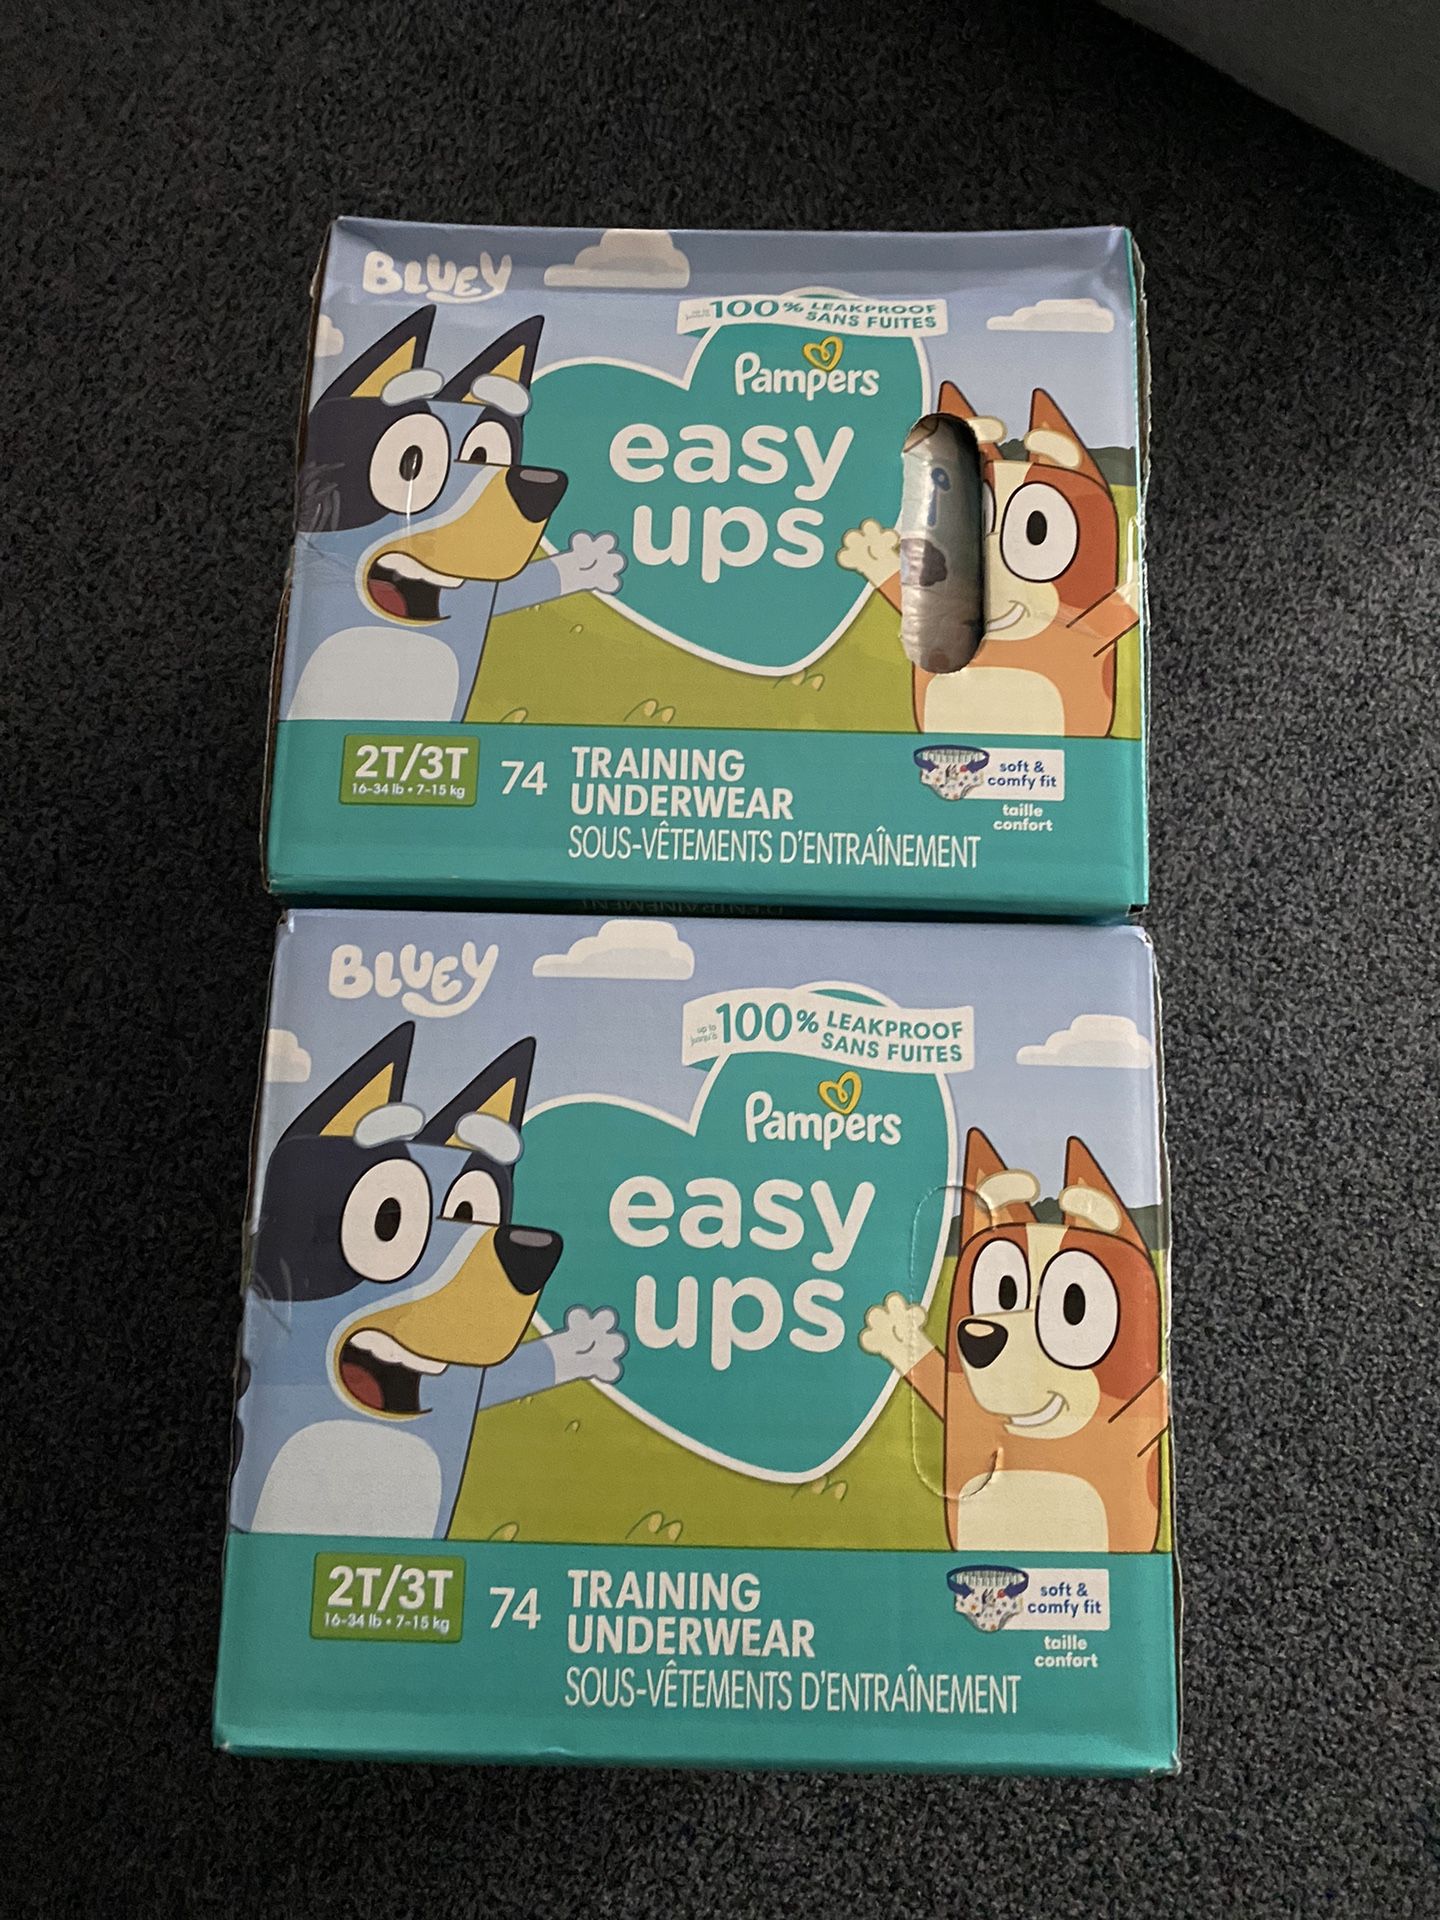 BLUEY
100% LEAKPROOF
SANS FUITES
Pampers
easy
ups
2T/3T
16-34 lb • 7-15 kg
74
TRAINING
UNDERWEAR
SOUS-VÊTEMENTS D'ENTRAÎNEMENT
soft &
comfy fit
taille
confort
D'ENTRAINEMENT
BLUEY
up to
jusqu'à
100% LEAKPROOF
SANS FUITES
Pampers
easy
ups
2T/3T
16-34 lb • 7-15 kg
74
TRAINING
UNDERWEAR
SOUS-VÊTEMENTS D'ENTRAÎNEMENT
soft &
comfy fit
taille
confort